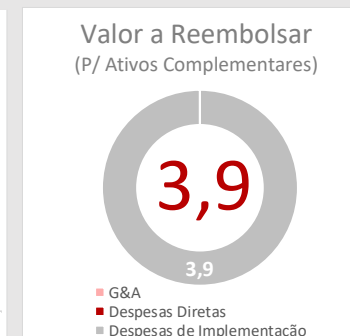 Valor a Reembolsar
(P/ Ativos Complementares)
3,9
3,9
G&A
Despesas Diretas
Despesas de Implementação